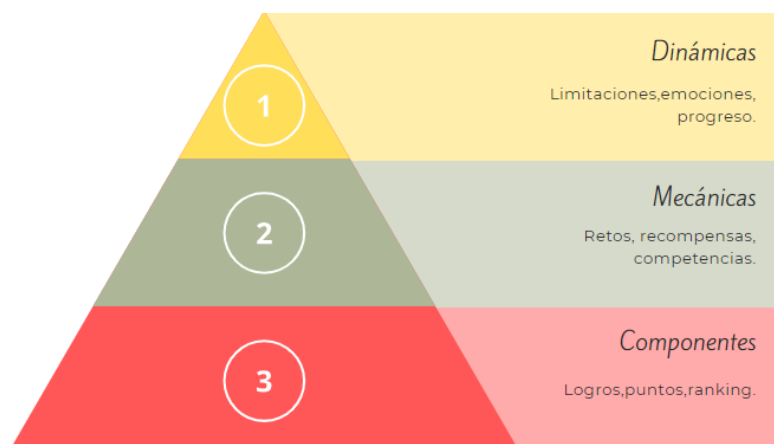 1
Dinámicas
Limitaciones,emociones,
progreso.
2
Mecánicas
Retos, recompensas,
competencias.
3
Componentes
Logros,puntos,ranking.